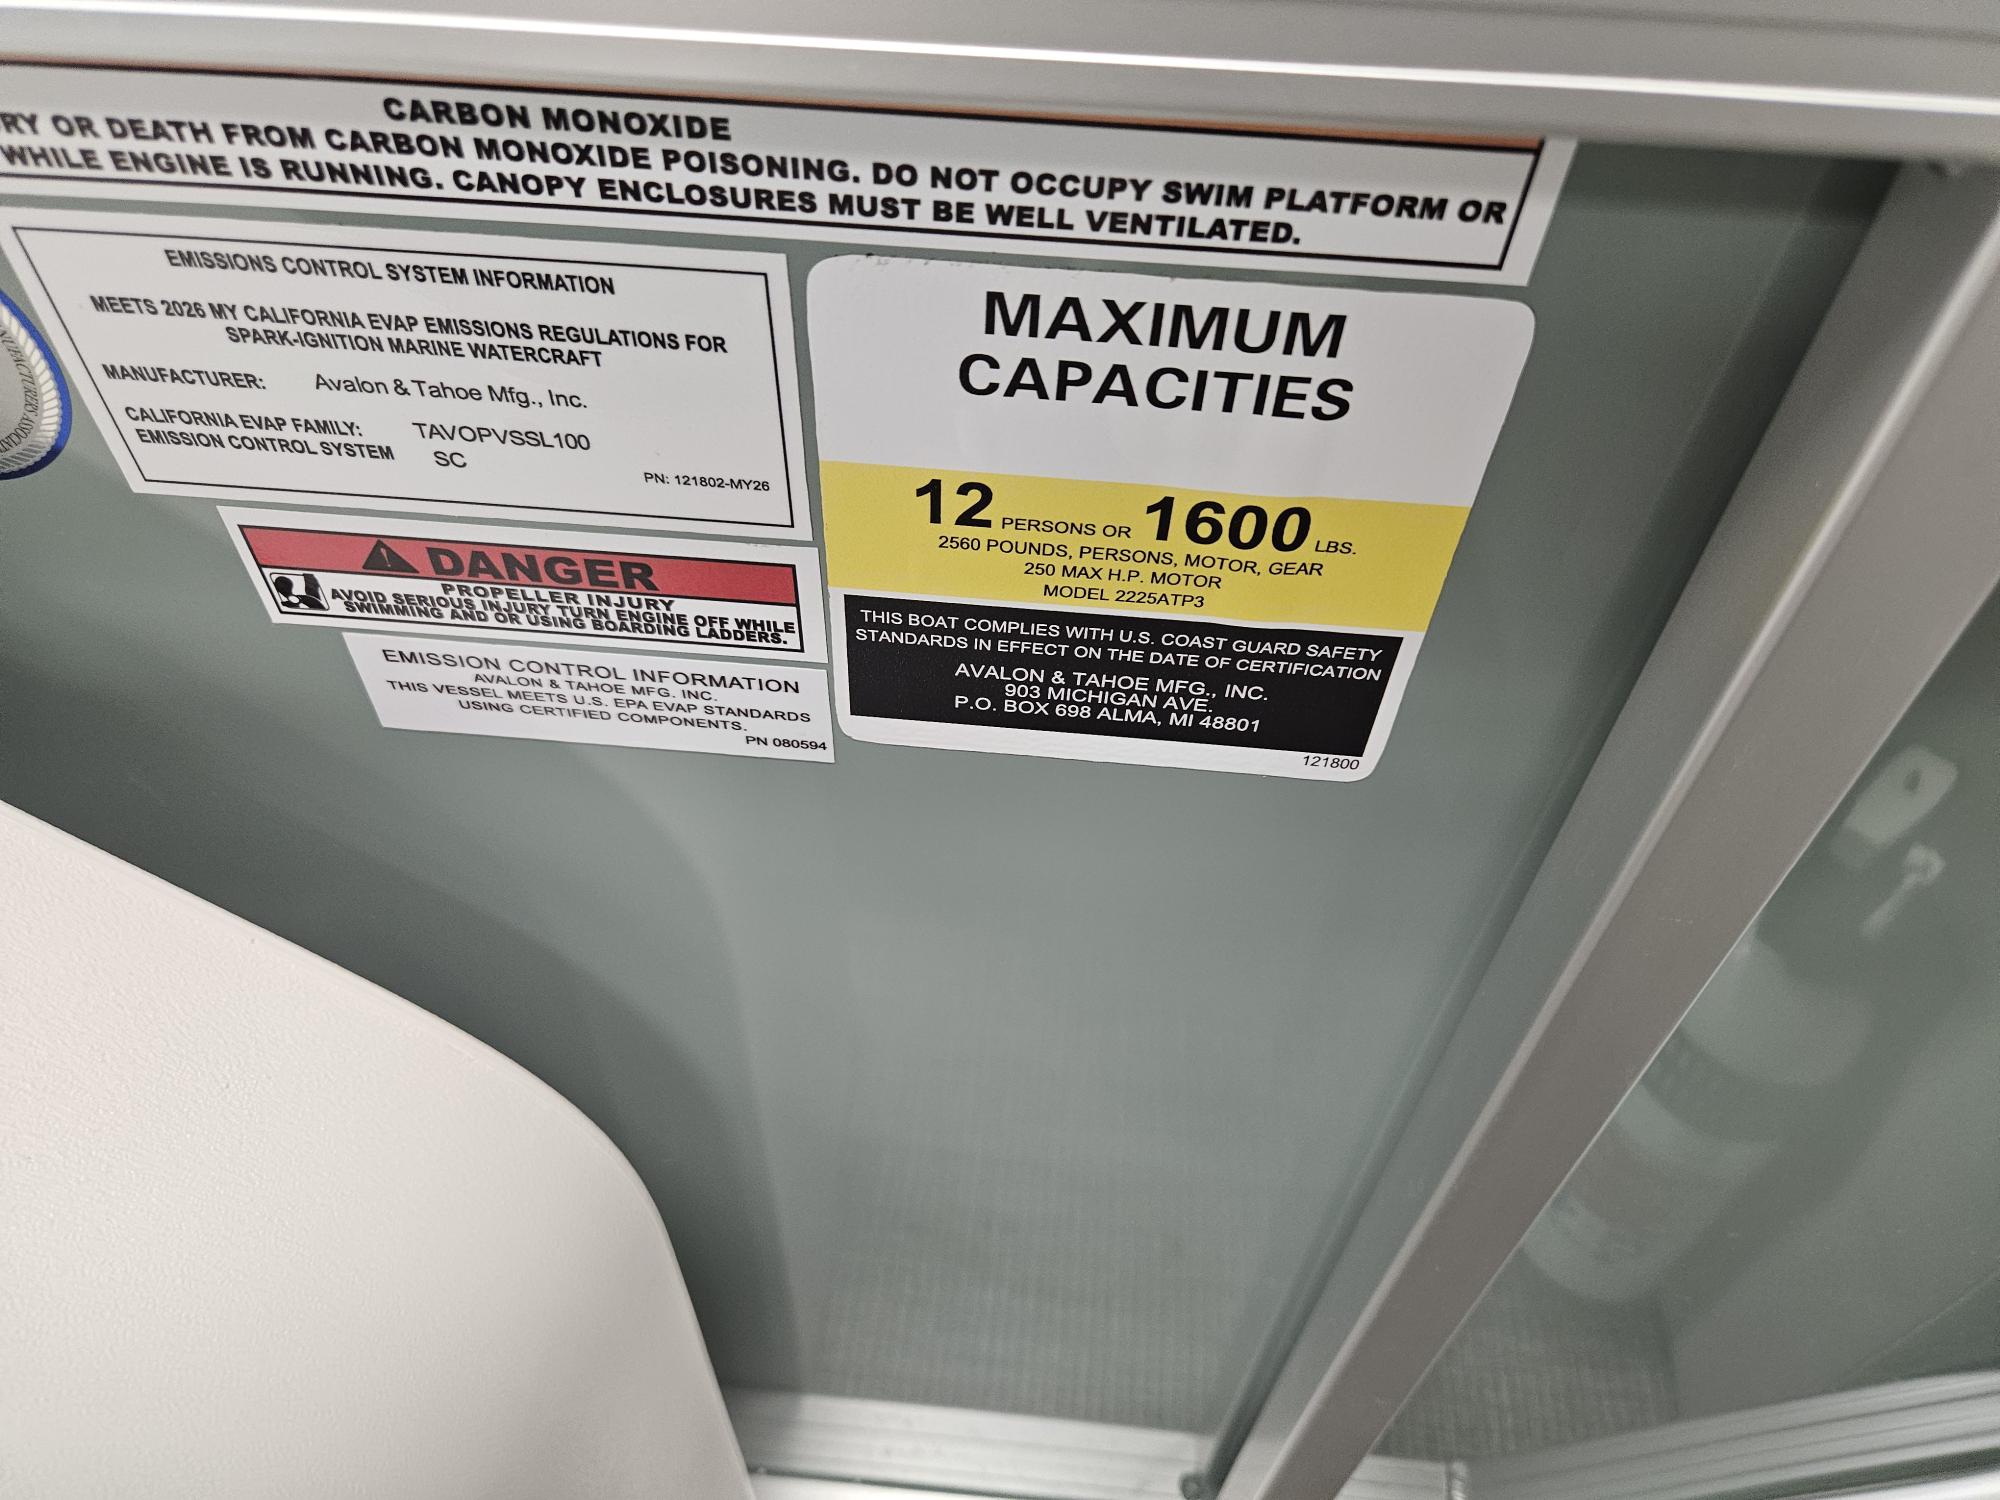 CARBON MONOXIDE
RY OR DEATH FROM CARBON MONOXIDE POISONING. DO NOT OCCUPY SWIM PLATFORM OR
WHILE ENGINE IS RUNNING. CANOPY ENCLOSURES MUST BE WELL VENTILATED.
EMISSIONS CONTROL SYSTEM INFORMATION
MEETS 2026 MY CALIFORNIA EVAP EMISSIONS REGULATIONS FOR
SPARK-IGNITION MARINE WATERCRAFT
MANUFACTURER: Avalon & Tahoe Mfg., Inc.
CALIFORNIA EVAP FAMILY: TAVOPVSSL100
EMISSION CONTROL SYSTEM SC
PN: 121802-MY26
DANGER
PROPELLER INJURY
AVOID SERIOUS INJURY TURN ENGINE OFF WHILE
SWIMMING AND OR USING BOARDING LADDERS.
EMISSION CONTROL INFORMATION
AVALON & TAHOE MFG. INC.
THIS VESSEL MEETS U.S. EPA EVAP STANDARDS
USING CERTIFIED COMPONENTS.
PN 080594
MAXIMUM
CAPACITIES
12 PERSONS OR 1600 LBS.
2560 POUNDS, PERSONS, MOTOR, GEAR
250 MAX H.P. MOTOR
MODEL 2225ATP3
THIS BOAT COMPLIES WITH U.S. COAST GUARD SAFETY
STANDARDS IN EFFECT ON THE DATE OF CERTIFICATION
AVALON & TAHOE MFG., INC.
903 MICHIGAN AVE.
P.O. BOX 698 ALMA, MI 48801
121800